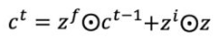 c^t = z^f ⊙ c^{t-1} + z^i ⊙ z